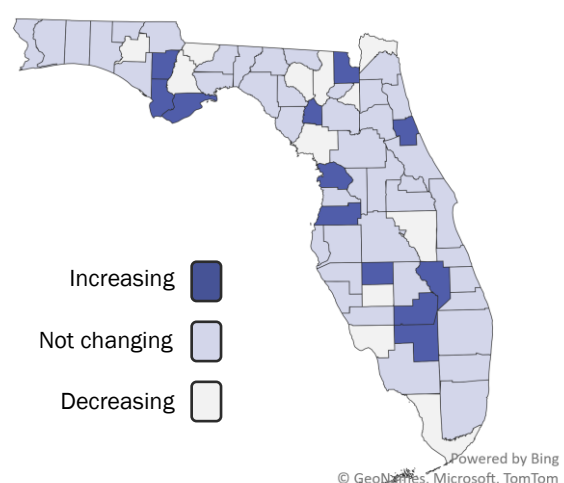 Increasing
Not changing
Decreasing
Powered by Bing
© GeoNames, Microsoft, TomTom